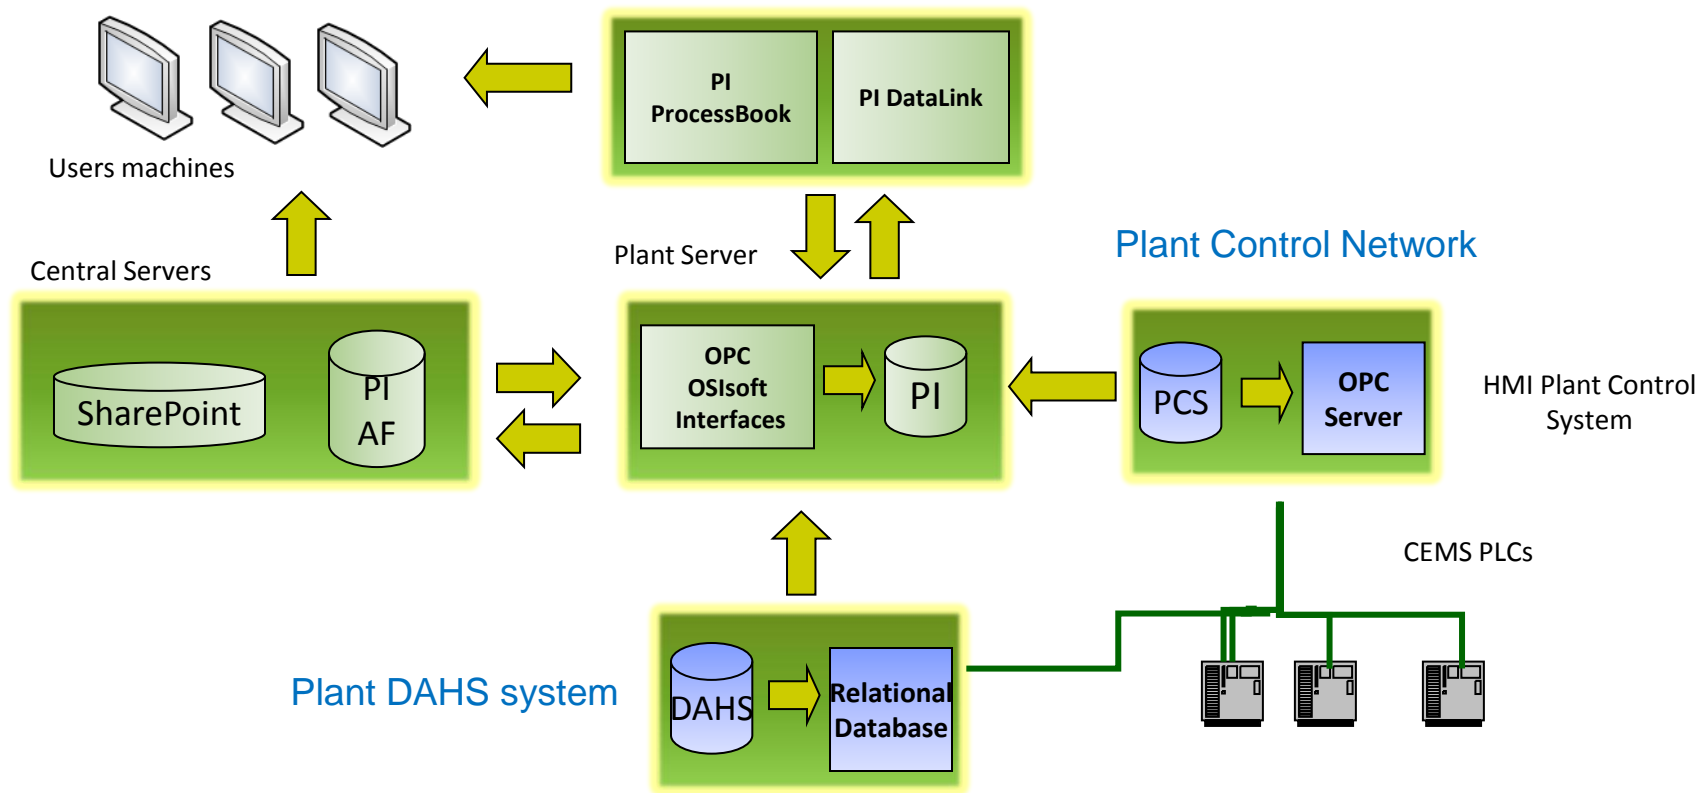 PI
ProcessBook
PI DataLink
Users machines
Plant Control Network
Plant Server
Central Servers
SharePoint
PI
AF
OPC
OSIsoft
Interfaces
PI
PCS
OPC
Server
HMI Plant Control
System
CEMS PLCs
Plant DAHS system
DAHS
Relational
Database